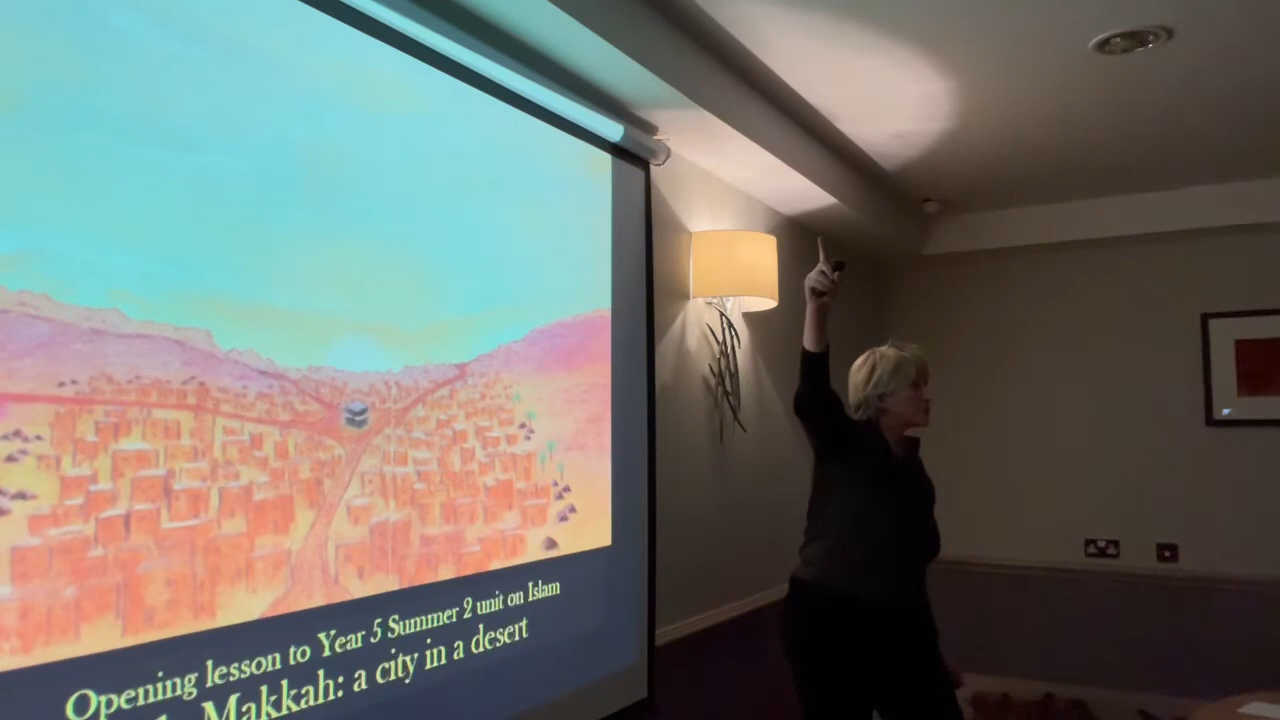 Opening lesson to Year 5 Summer 2 unit on Islam
Makkah: a city in a desert